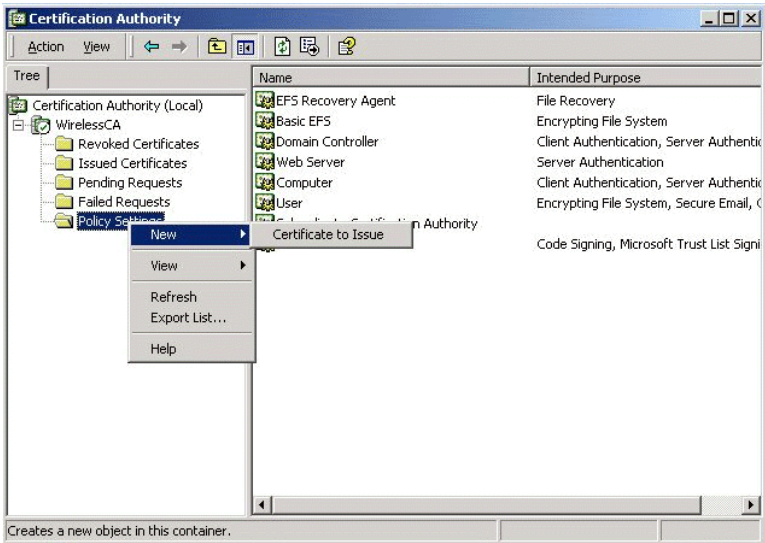 Certification Authority
Action View
Tree
Name Intended Purpose
Certification Authority (Local)
WirelessCA
Revoked Certificates
Issued Certificates
Pending Requests
Failed Requests
Policy Settings
EFS Recovery Agent File Recovery
Basic EFS Encrypting File System
Domain Controller Client Authentication, Server Authentic
Web Server Server Authentication
Computer Client Authentication, Server Authentic
User Encrypting File System, Secure Email, C
n Authority
Code Signing, Microsoft Trust List Signi
New
Certificate to Issue
View
Refresh
Export List...
Help
Creates a new object in this container.